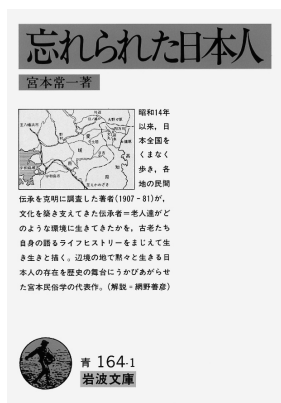 忘れられた日本人
宮本常一著
昭和14年
以来，日
本全国を
くまなく
歩き，各
地の民間
伝承を克明に調査した著者(1907‐81)が，
文化を築き支えてきた伝承者＝老人達がど
のような環境に生きてきたかを，古老たち
自身の語るライフヒストリーをまじえて生
き生きと描く。辺境の地で黙々と生きる日
本人の存在を歴史の舞台にうかびあがらせ
た宮本民俗学の代表作。（解説＝網野善彦）
青 164-1
岩波文庫